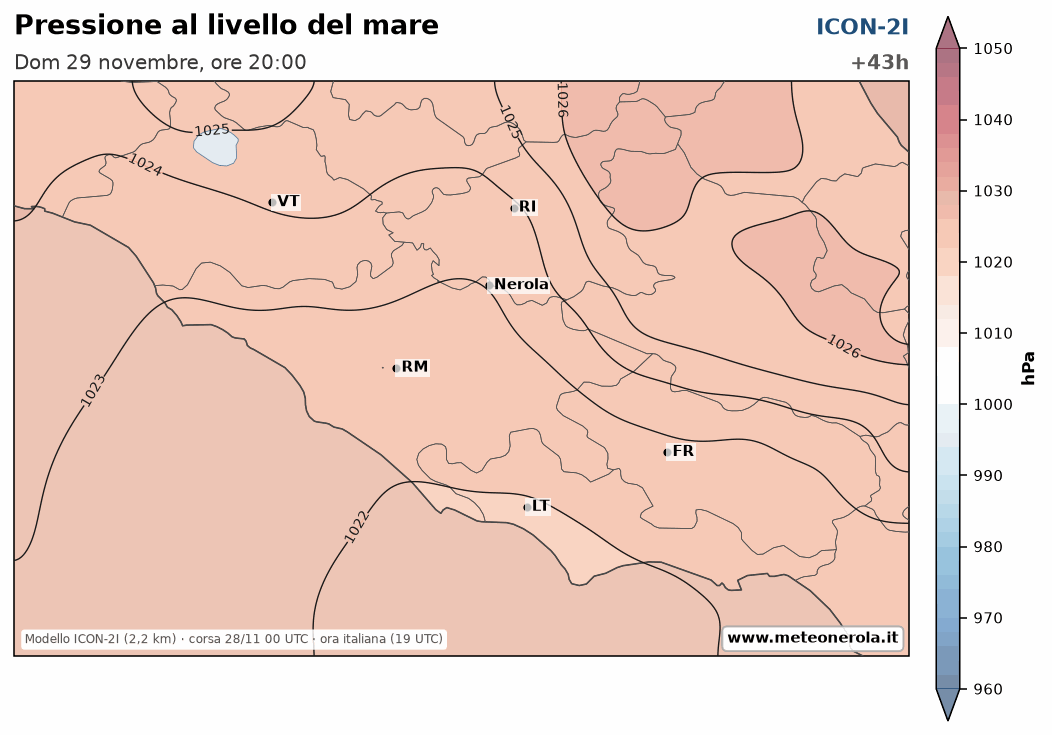 Pressione al livello del mare
ICON-2I
Dom 29 novembre, ore 20:00
+43h
1050
1040
1030
1020
1010
1000
990
980
970
960
hPa
1026
1025
1025
1024
VT
RI
Nerola
1026
RM
1023
FR
LT
1022
Modello ICON-2I (2,2 km) · corsa 28/11 00 UTC · ora italiana (19 UTC)
www.meteonerola.it